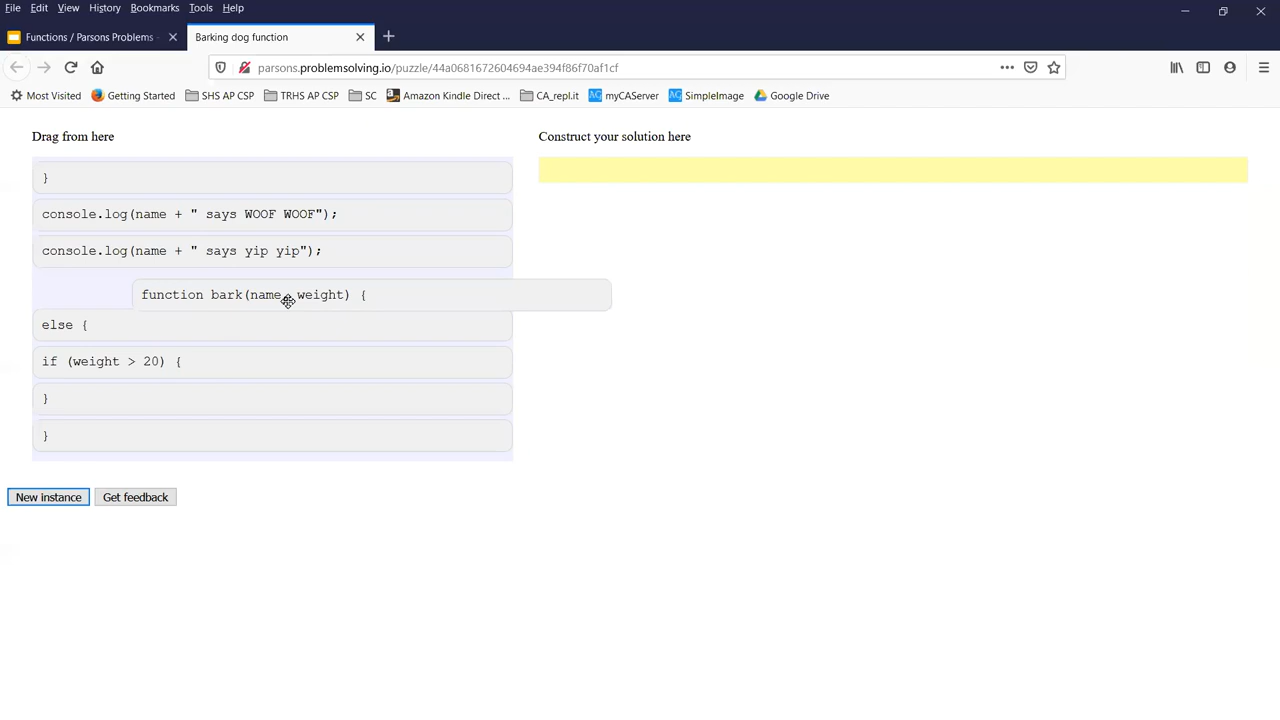 File Edit View History Bookmarks Tools Help
Functions / Parsons Problems - Barking dog function
parsons.problemsolving.io/puzzle/44a0681672604694ae394f86f70af1cf
Most Visited Getting Started SHS AP CSP TRHS AP CSP SC Amazon Kindle Direct ... CA_repl.it myCAServer SimpleImage Google Drive
Drag from here
Construct your solution here
}
console.log(name + " says WOOF WOOF");
console.log(name + " says yip yip");
function bark(name, weight) {
else {
if (weight > 20) {
}
}
New instance Get feedback